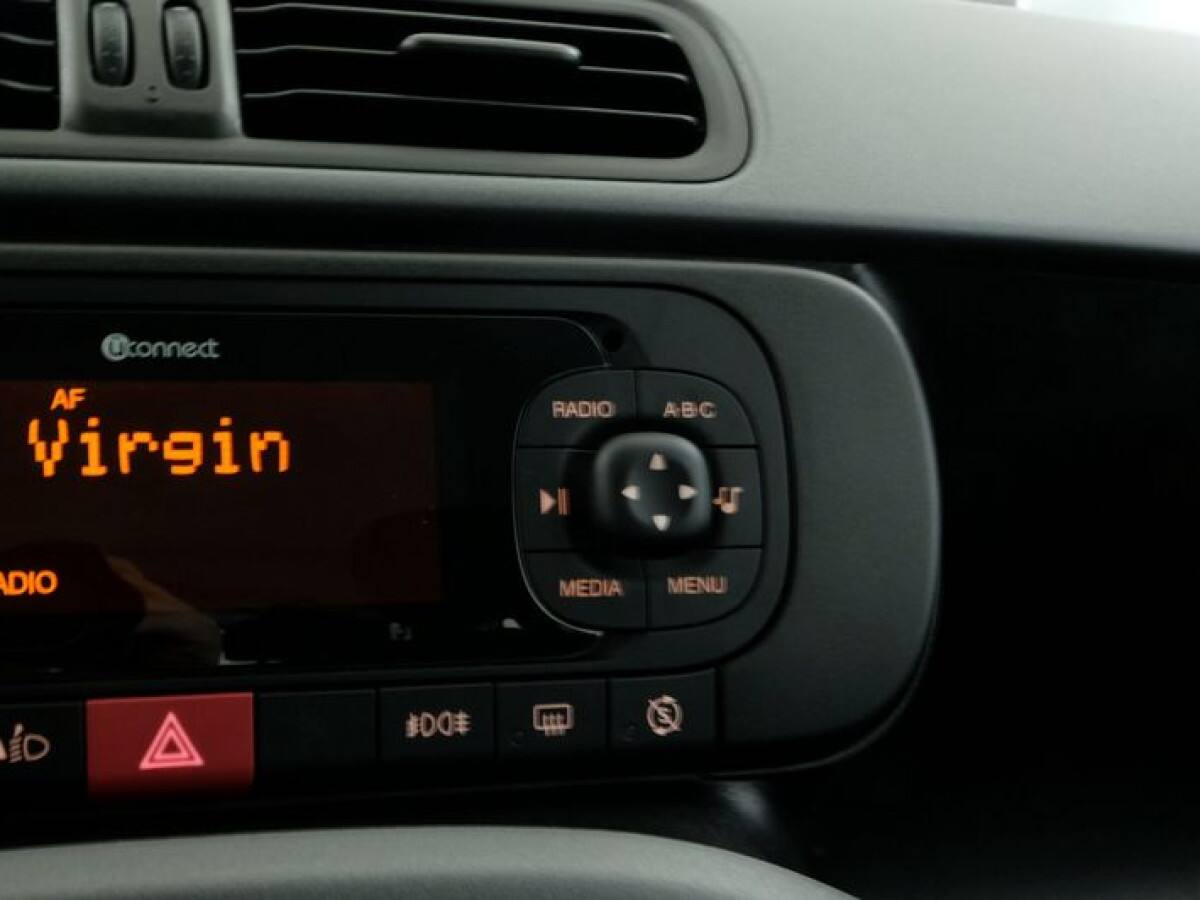 uconnect
AF
Virgin
ADIO
RADIO
A-B-C
MEDIA
MENU